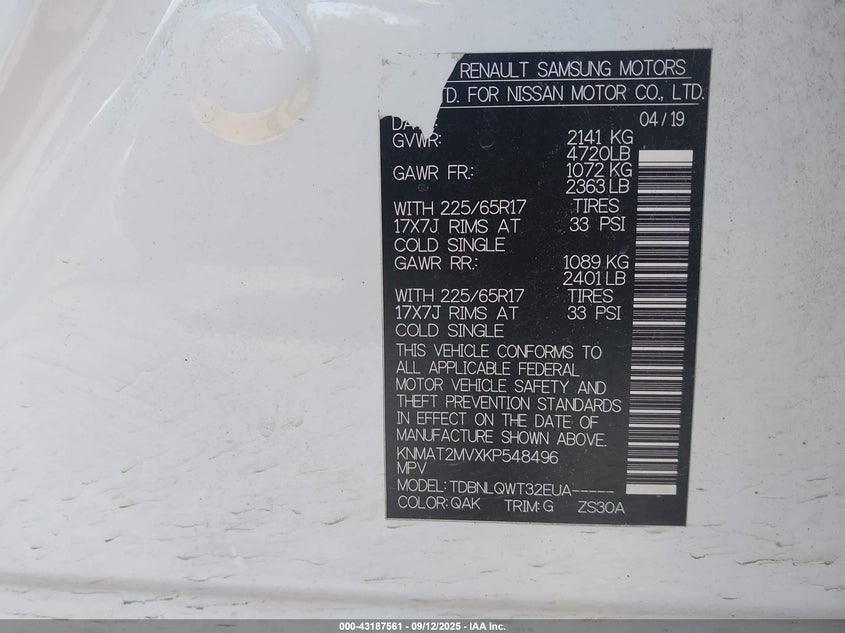 RENAULT SAMSUNG MOTORS
TD. FOR NISSAN MOTOR CO., LTD.
04/19
GVWR: 2141 KG
4720LB
GAWR FR.: 1072 KG
2363LB
WITH 225/65R17 TIRES
17X7J RIMS AT 33 PSI
COLD SINGLE
GAWR RR.: 1089 KG
2401LB
WITH 225/65R17 TIRES
17X7J RIMS AT 33 PSI
COLD SINGLE
THIS VEHICLE CONFORMS TO
ALL APPLICABLE FEDERAL
MOTOR VEHICLE SAFETY AND
THEFT PREVENTION STANDARDS
IN EFFECT ON THE DATE OF
MANUFACTURE SHOWN ABOVE.
KNMAT2MVXKP548496
MPV
MODEL: TDBNLQWT32EUA-----
COLOR: QAK TRIM: G ZS30A
000-43187561 - 09/12/2025 - IAA Inc.